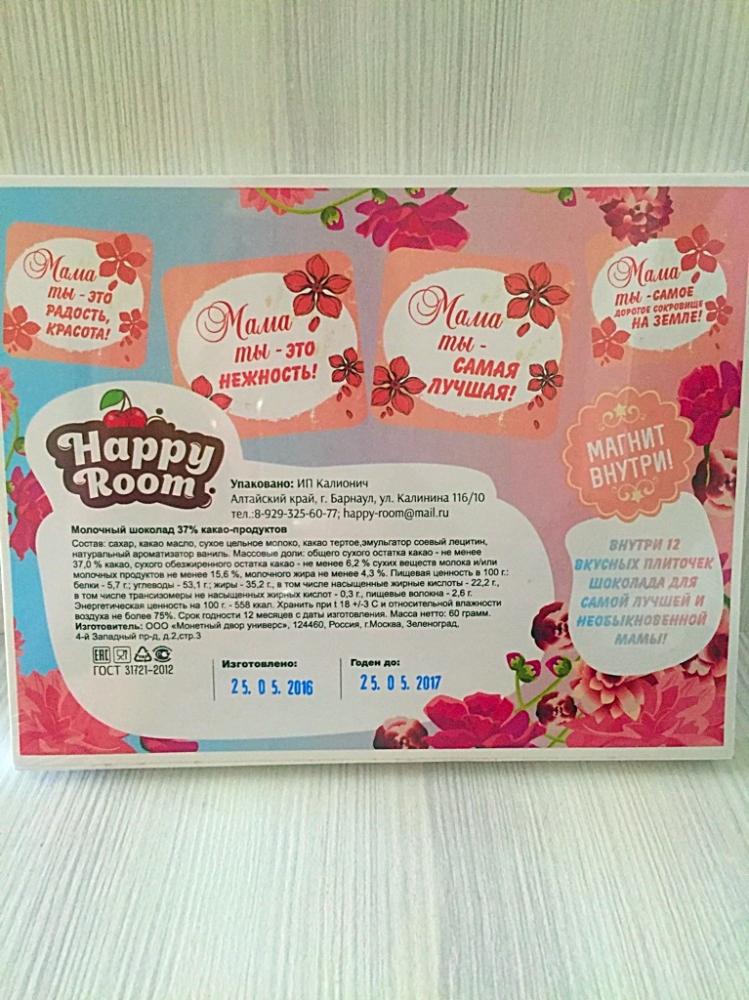 Мама
ты - это
РАДОСТЬ,
КРАСОТА!
Мама
ты - это
НЕЖНОСТЬ!
Мама
ты -
САМАЯ
ЛУЧШАЯ!
Мама
ты - САМОЕ
ДОРОГОЕ СОКРОВИЩЕ
НА ЗЕМЛЕ!
Happy
Room
МАГНИТ
ВНУТРИ!
Упаковано: ИП Калионич
Алтайский край, г. Барнаул, ул. Калинина 116/10
тел.:8-929-325-60-77; happy-room@mail.ru
Молочный шоколад 37% какао-продуктов
Состав: сахар, какао масло, сухое цельное молоко, какао тертое,эмульгатор соевый лецитин,
натуральный ароматизатор ваниль. Массовые доли: общего сухого остатка какао - не менее
37,0 % какао, сухого обезжиренного остатка какао - не менее 6,2 % сухих веществ молока и/или
молочных продуктов не менее 15,6 %, молочного жира не менее 4,3 %. Пищевая ценность в 100 г.:
белки - 5,7 г.; углеводы - 53,1 г.; жиры - 35,2 г., в том числе насыщенные жирные кислоты - 22,2 г.,
в том числе трансизомеры не насыщенных жирных кислот - 0,3 г., пищевые волокна - 2,6 г.
Энергетическая ценность на 100 г. - 558 ккал. Хранить при t 18 +/-3 С и относительной влажности
воздуха не более 75%. Срок годности 12 месяцев с даты изготовления. Масса нетто: 60 грамм.
Изготовитель: ООО «Монетный двор универс», 124460, Россия, г.Москва, Зеленоград,
4-й Западный пр-д, д.2,стр.3
ВНУТРИ 12
ВКУСНЫХ ПЛИТОЧЕК
ШОКОЛАДА ДЛЯ
САМОЙ ЛУЧШЕЙ И
НЕОБЫКНОВЕННОЙ
МАМЫ!
EAC
ГОСТ 31721-2012
Изготовлено:
25. 05. 2016
Годен до:
25. 05. 2017